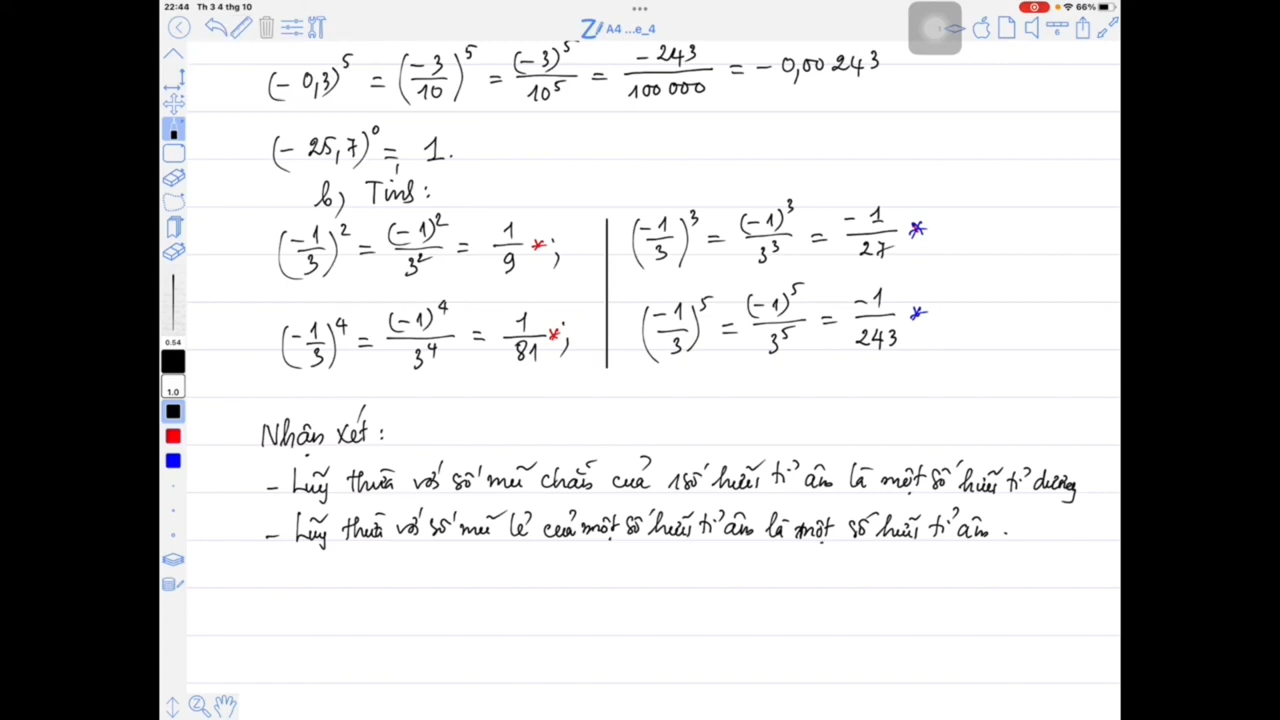 22:44 Th 3 4 thg 10
66%
A4 ...e_4
6
(- 0,3)^5 = (-3/10)^5 = (-3)^5/10^5 = -243/100 000 = - 0,00 243
(- 25,7)^0 = 1.
b) Tính:
(-1/3)^2 = (-1)^2/3^2 = 1/9 *;
(-1/3)^3 = (-1)^3/3^3 = -1/27 *
(-1/3)^4 = (-1)^4/3^4 = 1/81 *;
(-1/3)^5 = (-1)^5/3^5 = -1/243 *
0.54
1.0
Nhận xét:
- Luỹ thừa với số mũ chẵn của 1 số hữu tỉ âm là một số hữu tỉ dương
- Luỹ thừa với số mũ lẻ của một số hữu tỉ âm là một số hữu tỉ âm.